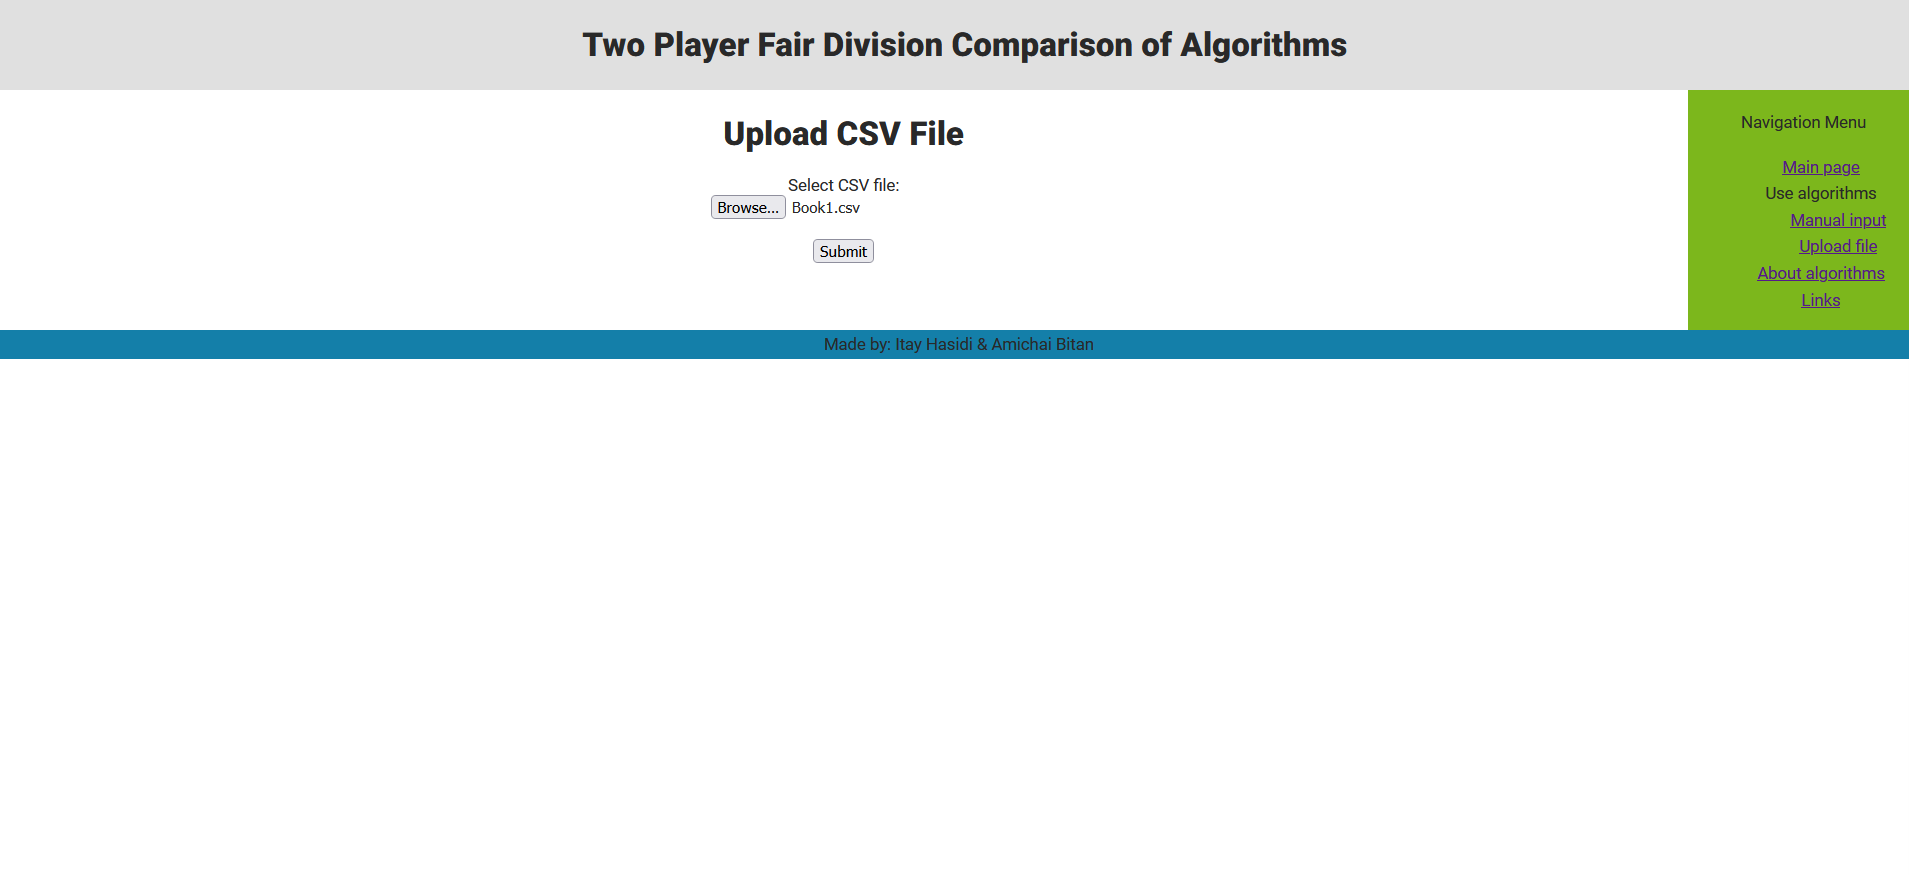 Two Player Fair Division Comparison of Algorithms
Upload CSV File
Select CSV file:
Browse... Book1.csv
Submit
Navigation Menu
Main page
Use algorithms
Manual input
Upload file
About algorithms
Links
Made by: Itay Hasidi & Amichai Bitan